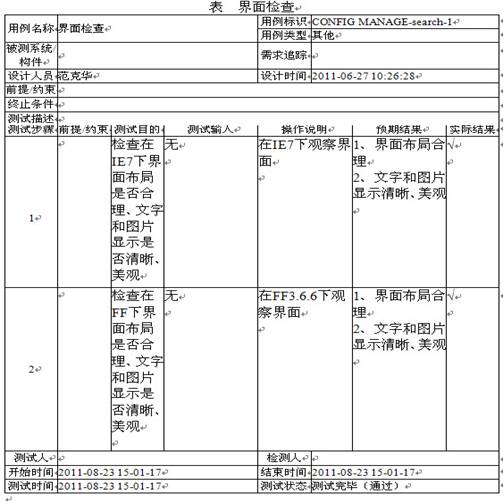 表 界面检查
用例名称 界面检查 用例标识 CONFIG MANAGE-search-1
用例类型 其他
被测系统/构件 需求追踪
设计人员 范克华 设计时间 2011-06-27 10:26:28
前提/约束
终止条件
测试描述
测试步骤 前提/约束 测试目的 测试输入 操作说明 预期结果 实际结果
1
检查在
IE7下界
面布局
是否合
理、文字
和图片
显示是
否清晰、
美观
无
在IE7下观察界
面
1、界面布局合
理
2、文字和图片
显示清晰、美观
√
2
检查在
FF下界
面布局
是否合
理、文字
和图片
显示是
否清晰、
美观
无
在FF3.6.6下观
察界面
1、界面布局合
理
2、文字和图片
显示清晰、美观
√
测试人 检测人
开始时间 2011-08-23 15-01-17 结束时间 2011-08-23 15-01-17
测试时间 2011-08-23 15-01-17 测试状态 测试完毕（通过）